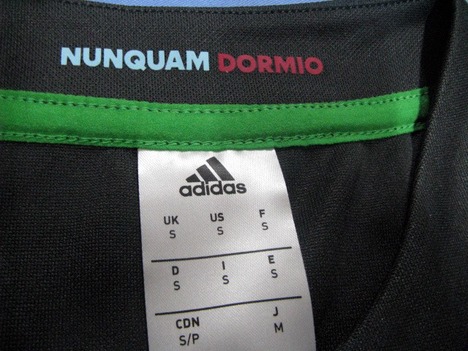 NUNQUAM DORMIO
adidas
UK US F
S S S
D I E
S S S
CDN J
S/P M